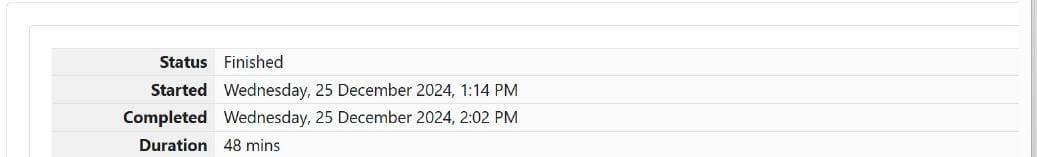 Status Finished
Started Wednesday, 25 December 2024, 1:14 PM
Completed Wednesday, 25 December 2024, 2:02 PM
Duration 48 mins